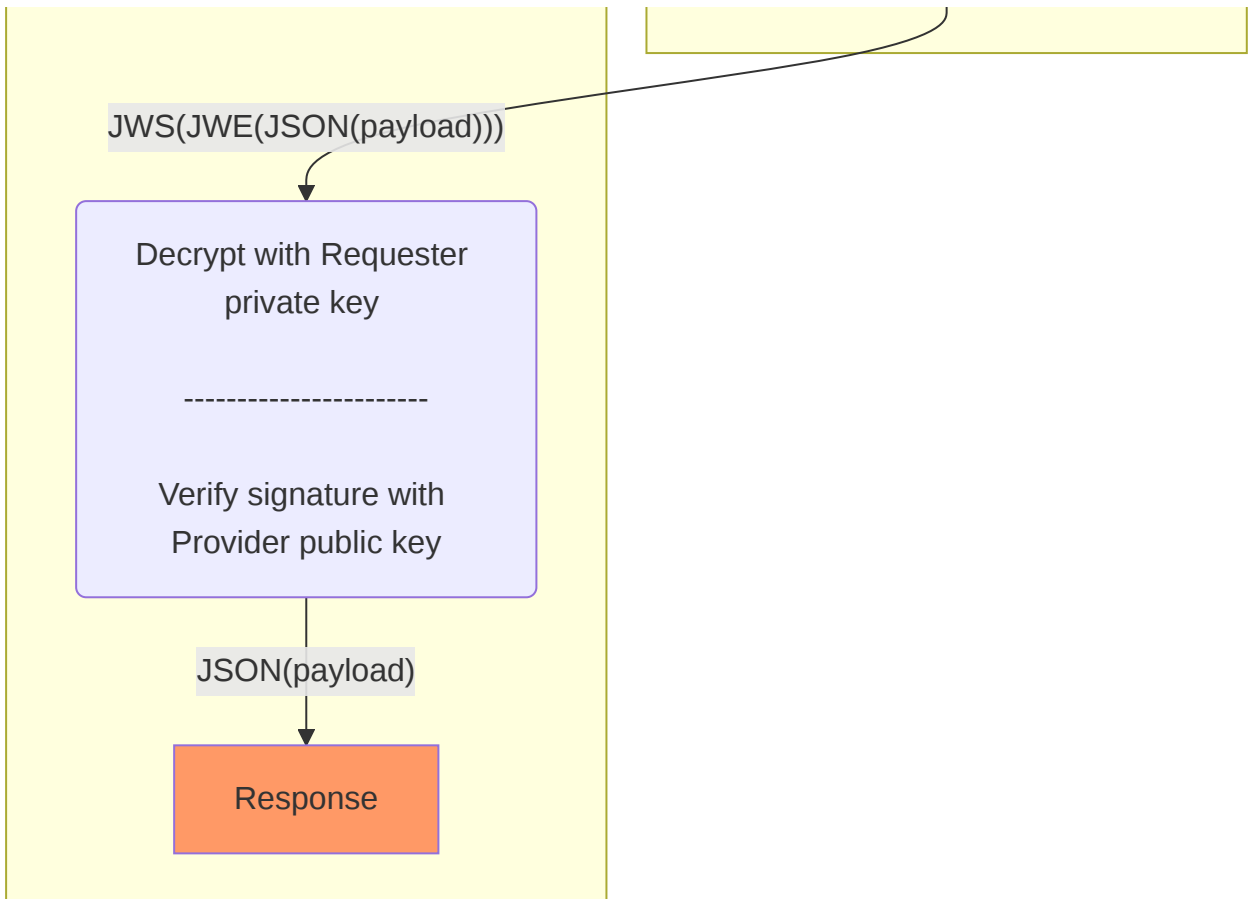 JWS(JWE(JSON(payload)))
Decrypt with Requester
private key
-----------------------
Verify signature with
Provider public key
JSON(payload)
Response